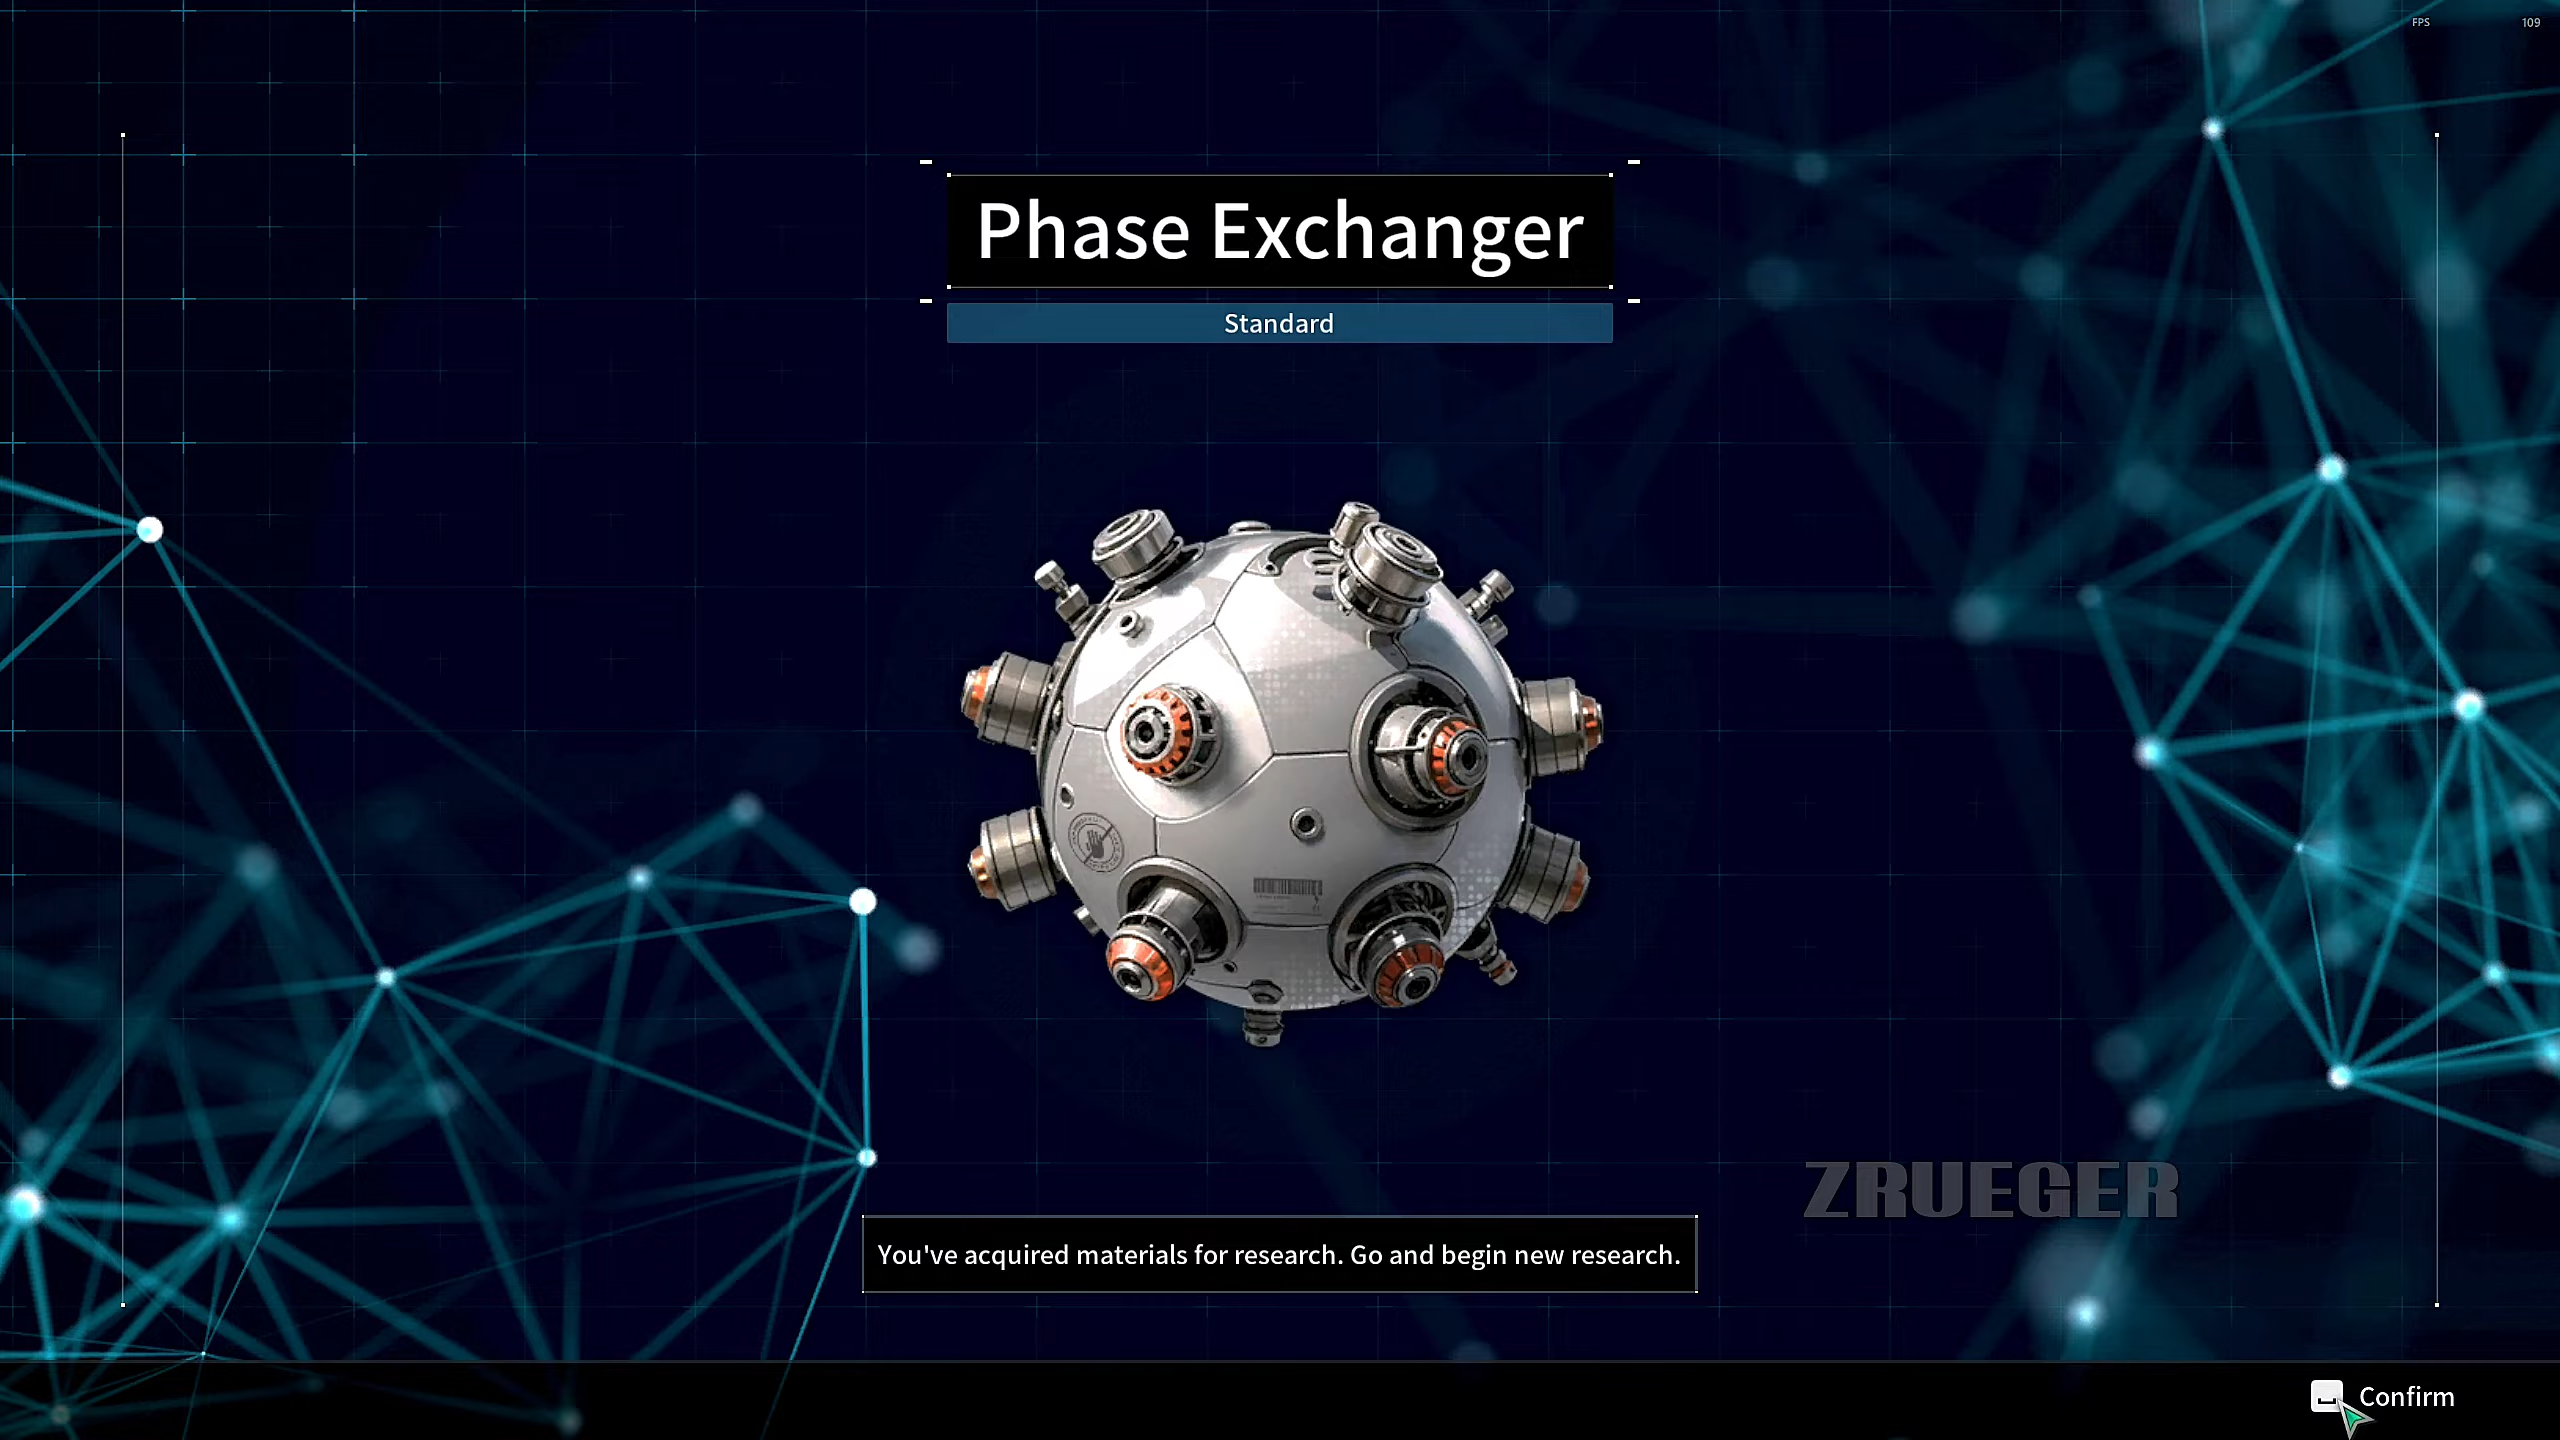 FPS 109
Phase Exchanger
Standard
ZRUEGER
You've acquired materials for research. Go and begin new research.
Confirm